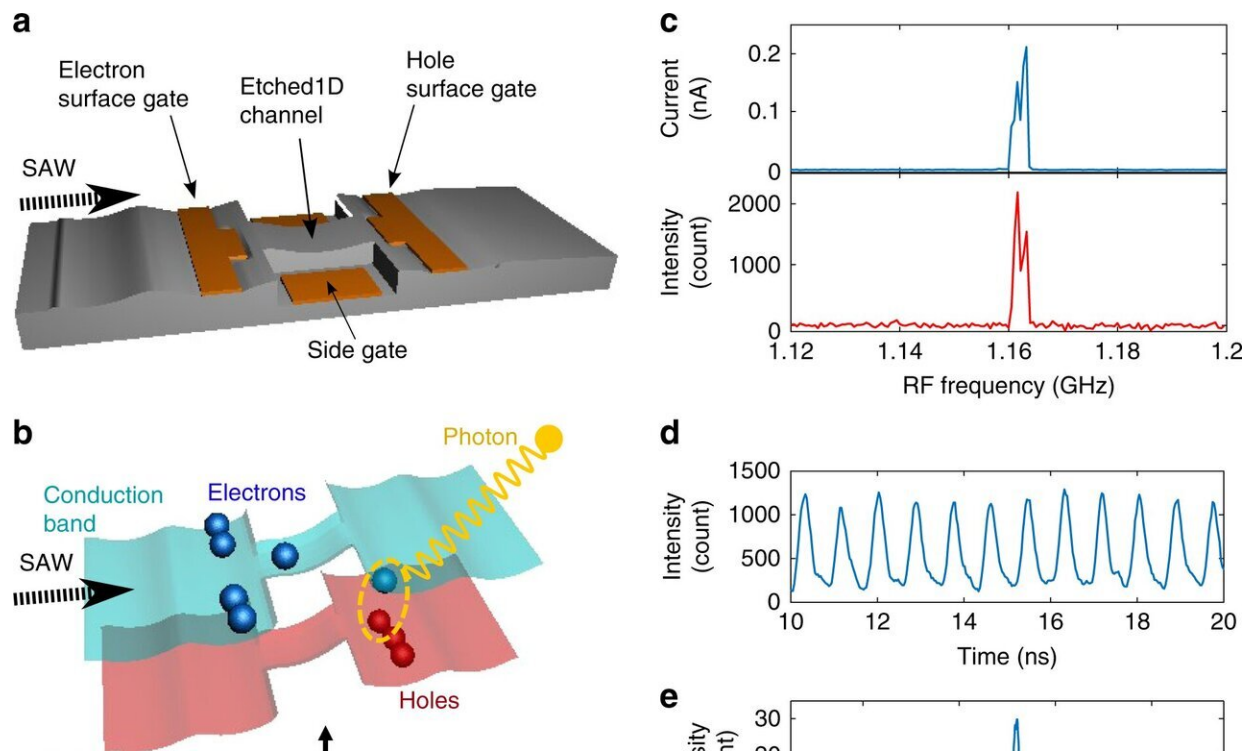 a
Electron
surface gate
Etched1D
channel
Hole
surface gate
SAW
Side gate
b
Photon
Conduction
band
Electrons
SAW
Holes
c
Current
(nA)
0.2
0.1
0
Intensity
(count)
2000
1000
0
1.12
1.14
1.16
1.18
1.2
RF frequency (GHz)
d
Intensity
(count)
1500
1000
500
0
10
12
14
16
18
20
Time (ns)
e
30